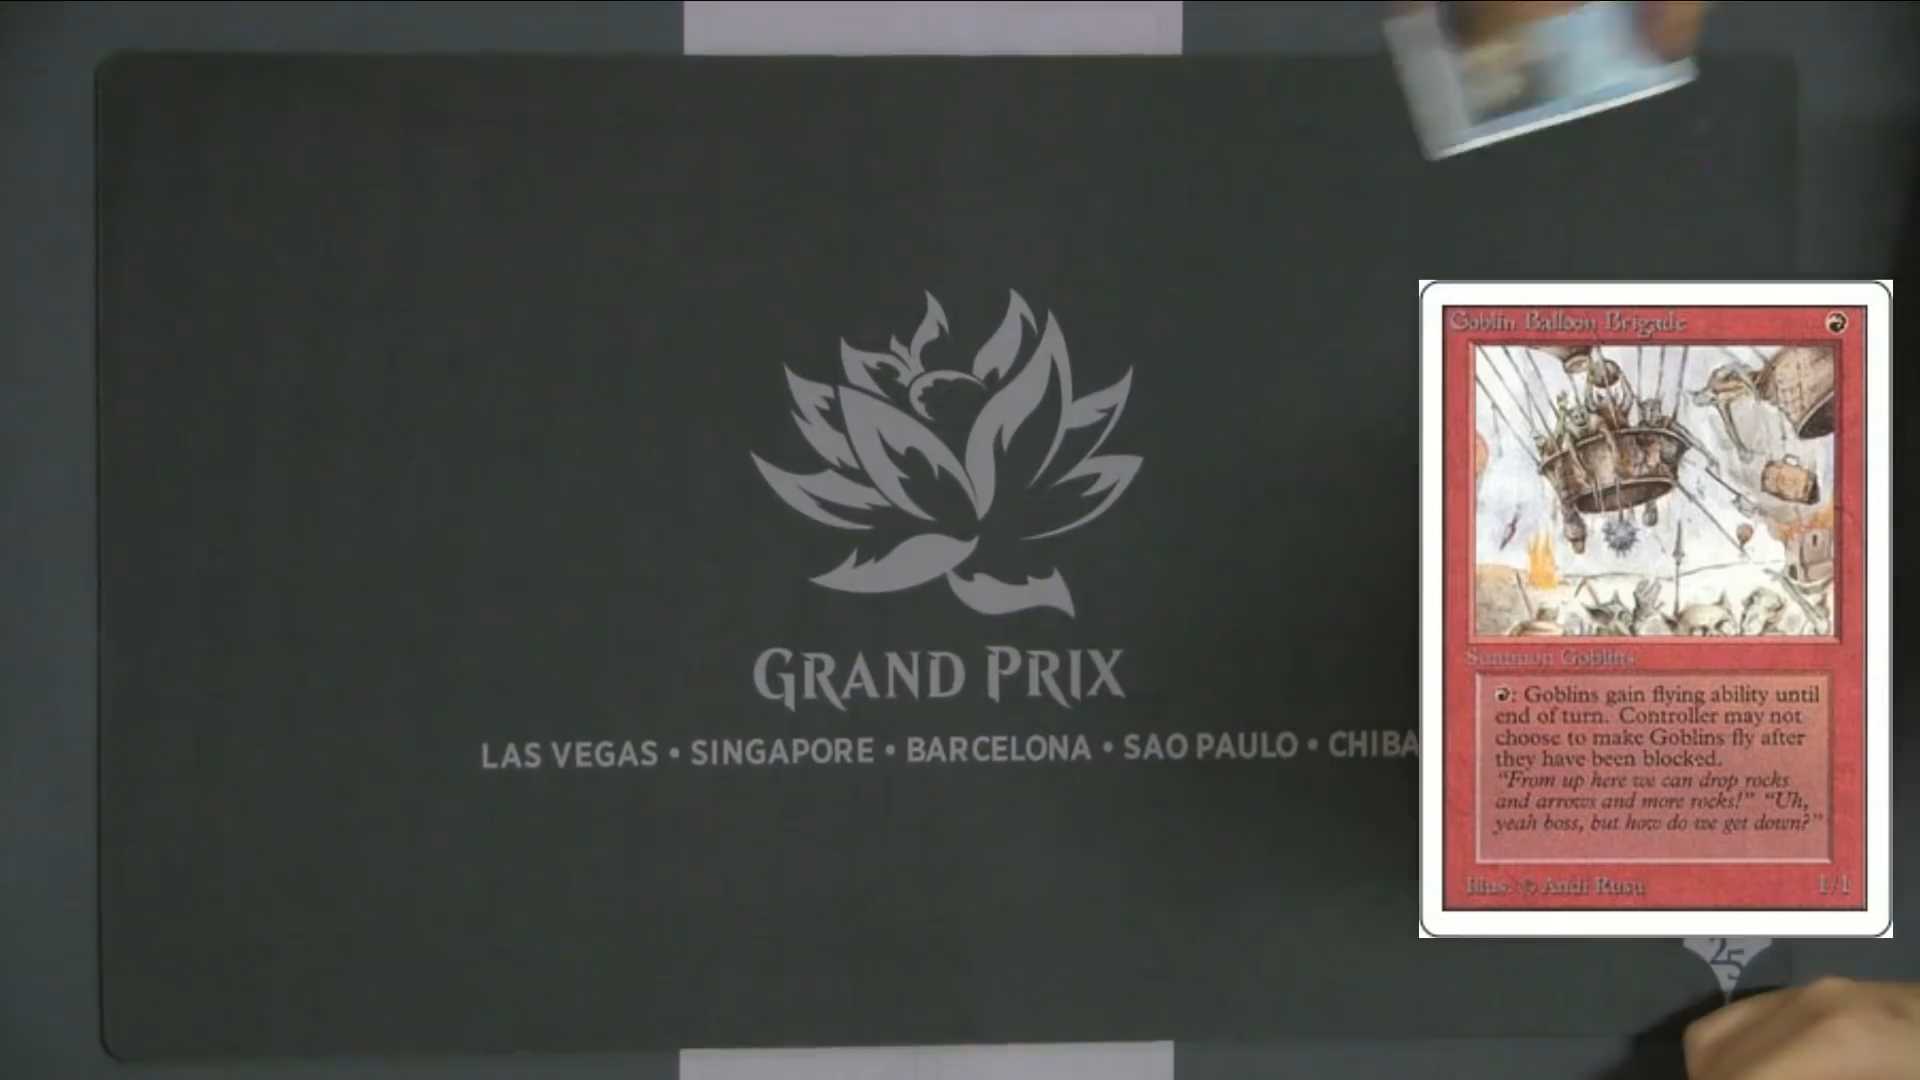 GRAND PRIX
LAS VEGAS • SINGAPORE • BARCELONA • SAO PAULO • CHIBA
Goblin Balloon Brigade
Summon Goblins
: Goblins gain flying ability until
end of turn. Controller may not
choose to make Goblins fly after
they have been blocked.
"From up here we can drop rocks
and arrows and more rocks!" "Uh,
yeah boss, but how do we get down?"
Illus. © Andi Rusu
1/1
25